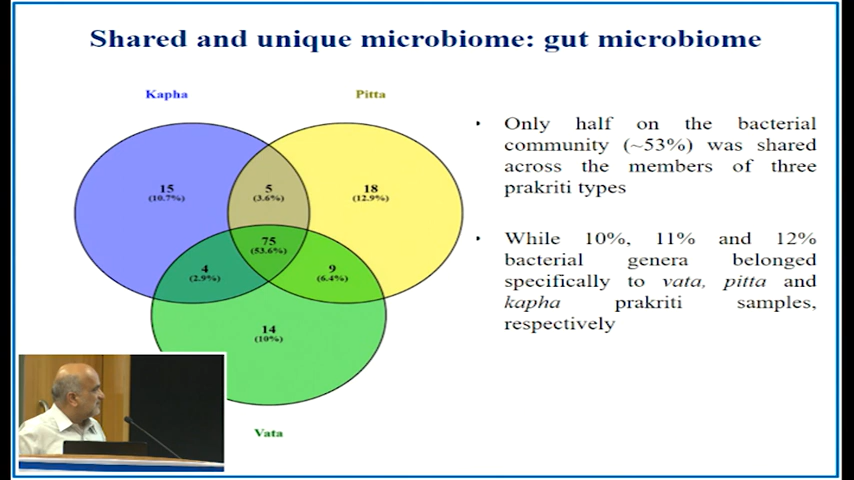 Shared and unique microbiome: gut microbiome
Kapha
Pitta
15
(10.7%)
5
(3.6%)
18
(12.9%)
75
(53.6%)
4
(2.9%)
9
(6.4%)
14
(10%)
Vata
• Only half on the bacterial
community (~53%) was shared
across the members of three
prakriti types
• While 10%, 11% and 12%
bacterial genera belonged
specifically to vata, pitta and
kapha prakriti samples,
respectively